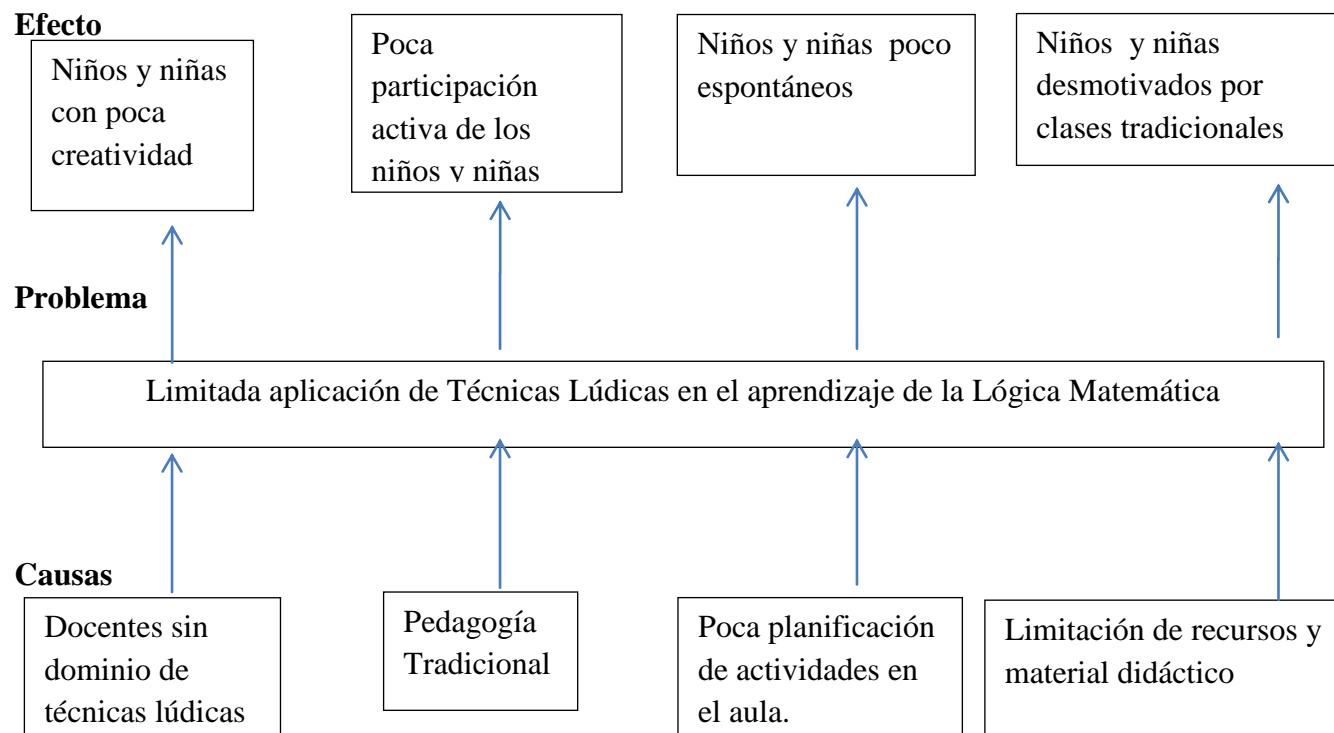 Efecto
Niños y niñas
con poca
creatividad
Poca
participación
activa de los
niños y niñas
Niños y niñas poco
espontáneos
Niños y niñas
desmotivados por
clases tradicionales
Problema
Limitada aplicación de Técnicas Lúdicas en el aprendizaje de la Lógica Matemática
Causas
Docentes sin
dominio de
técnicas lúdicas
Pedagogía
Tradicional
Poca planificación
de actividades en
el aula.
Limitación de recursos y
material didáctico